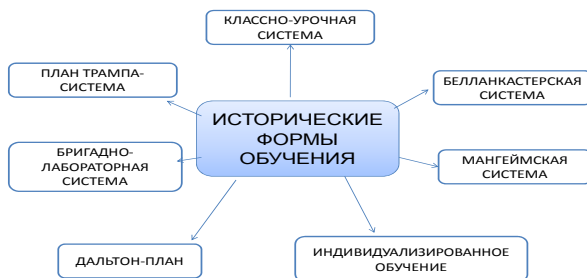 КЛАССНО-УРОЧНАЯ
СИСТЕМА
ПЛАН ТРАМПА-
СИСТЕМА
БЕЛЛАНКАСТЕРСКАЯ
СИСТЕМА
ИСТОРИЧЕСКИЕ
ФОРМЫ
ОБУЧЕНИЯ
БРИГАДНО-
ЛАБОРАТОРНАЯ
СИСТЕМА
МАНГЕЙМСКАЯ
СИСТЕМА
ДАЛЬТОН-ПЛАН
ИНДИВИДУАЛИЗИРОВАННОЕ
ОБУЧЕНИЕ